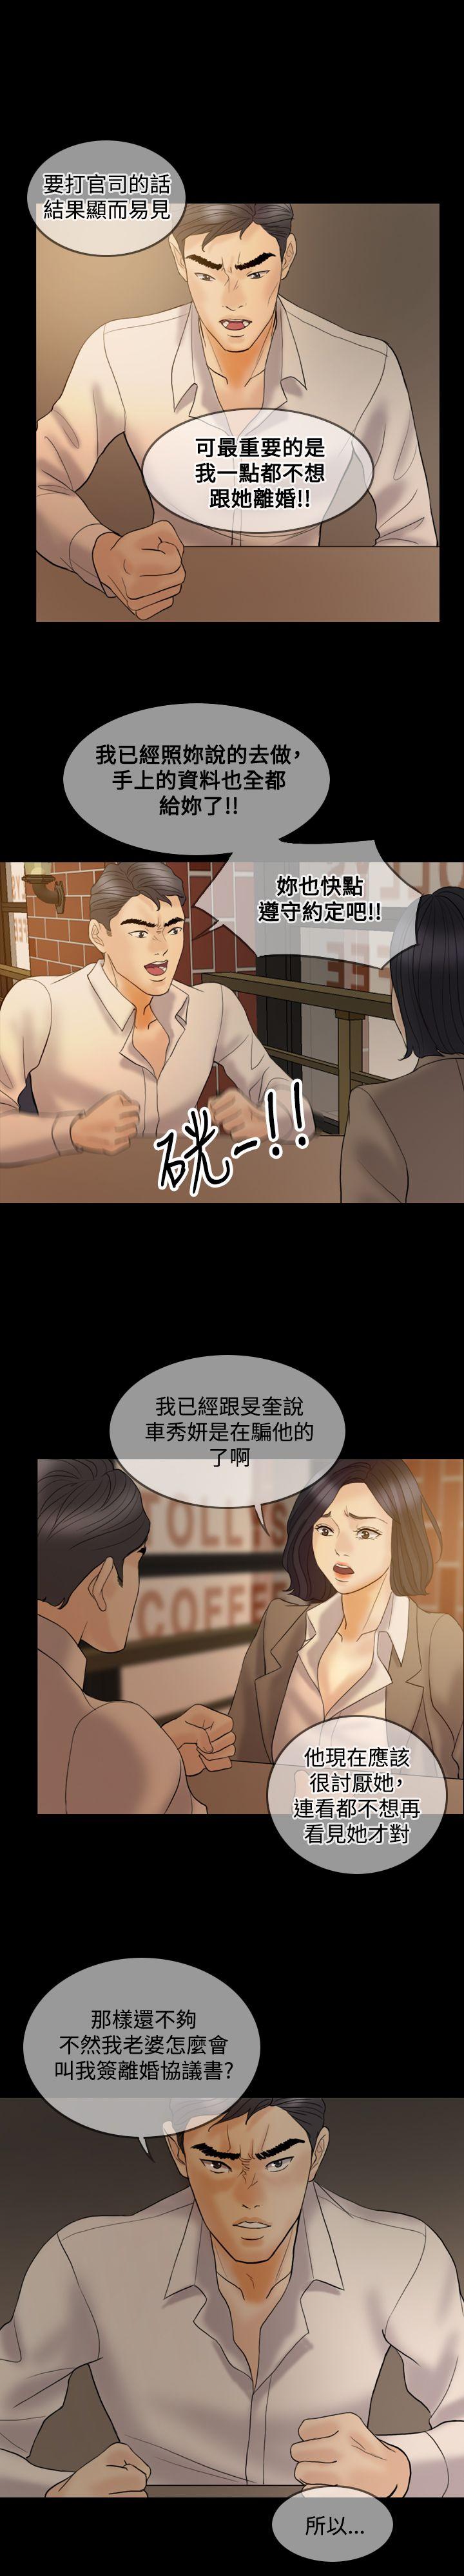 要打官司的話
結果顯而易見
可最重要的是
我一點都不想
跟她離婚!!
我已經照妳說的去做,
手上的資料也全都
給妳了!!
妳也快點
遵守約定吧!!
硄~!!
我已經跟旻奎說
車秀妍是在騙他的
了啊
COFFEE
他現在應該
很討厭她,
連看都不想再
看見她才對
那樣還不夠
不然我老婆怎麼會
叫我簽離婚協議書?
所以...